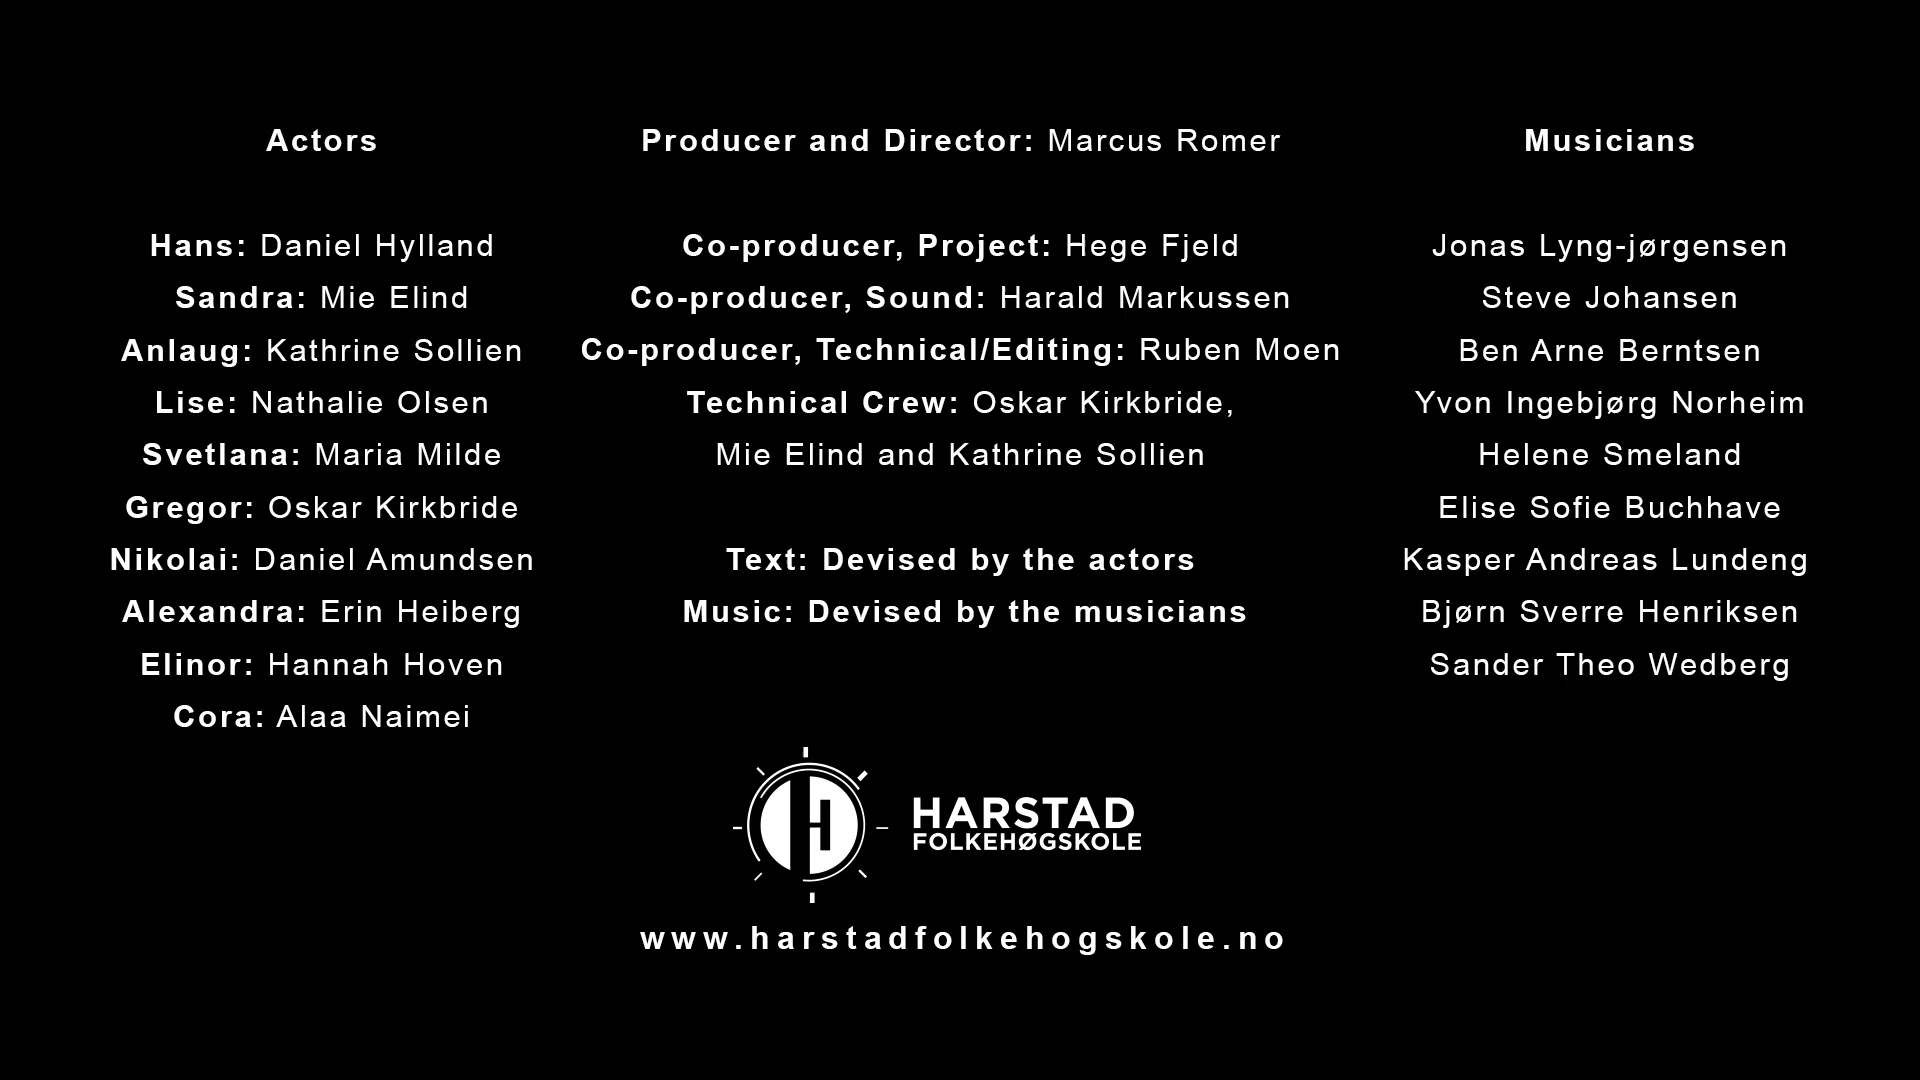 Actors
Hans: Daniel Hylland
Sandra: Mie Elind
Anlaug: Kathrine Sollien
Lise: Nathalie Olsen
Svetlana: Maria Milde
Gregor: Oskar Kirkbride
Nikolai: Daniel Amundsen
Alexandra: Erin Heiberg
Elinor: Hannah Hoven
Cora: Alaa Naimei
Producer and Director: Marcus Romer
Co-producer, Project: Hege Fjeld
Co-producer, Sound: Harald Markussen
Co-producer, Technical/Editing: Ruben Moen
Technical Crew: Oskar Kirkbride,
Mie Elind and Kathrine Sollien
Text: Devised by the actors
Music: Devised by the musicians
Musicians
Jonas Lyng-jørgensen
Steve Johansen
Ben Arne Berntsen
Yvon Ingebjørg Norheim
Helene Smeland
Elise Sofie Buchhave
Kasper Andreas Lundeng
Bjørn Sverre Henriksen
Sander Theo Wedberg
HARSTAD
FOLKEHØGSKOLE
www.harstadfolkehogskole.no